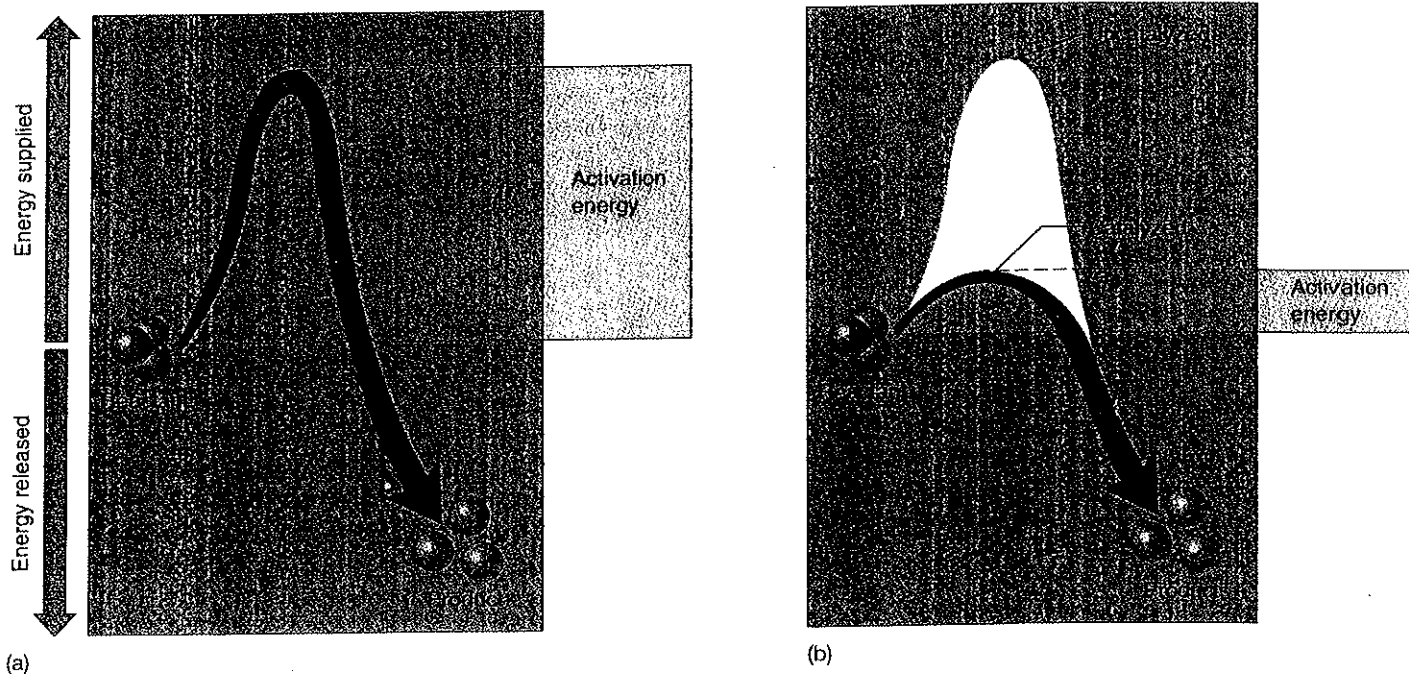 Energy supplied
Energy released
Activation
energy
(a)
Activation
energy
(b)